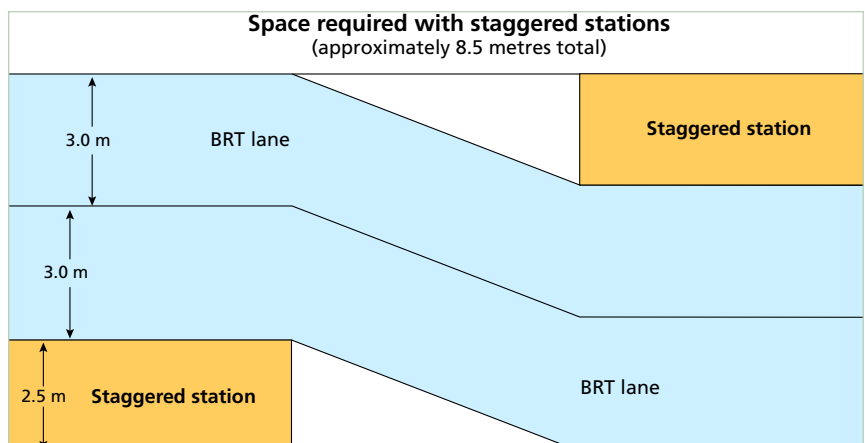 Space required with staggered stations
(approximately 8.5 metres total)
3.0 m
BRT lane
Staggered station
3.0 m
2.5 m
Staggered station
BRT lane